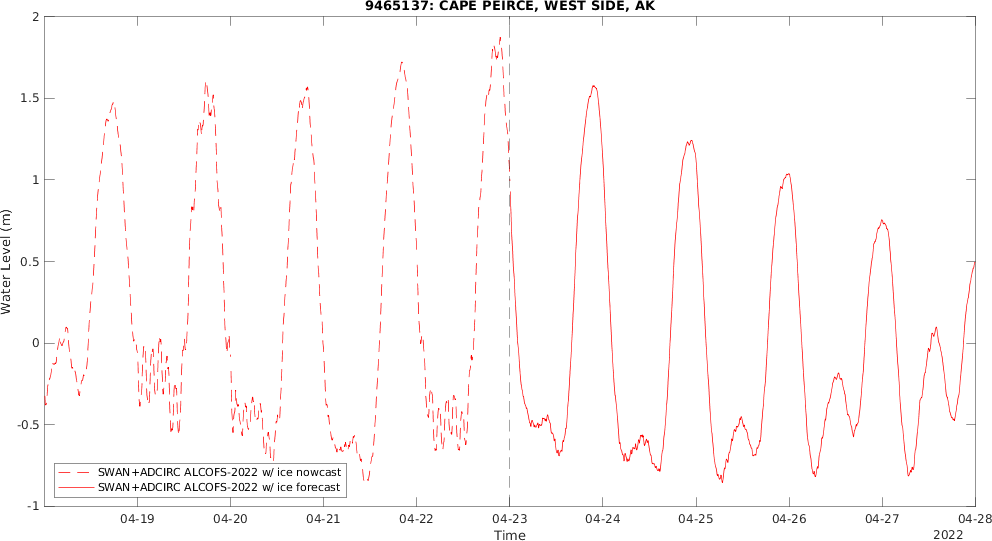 9465137: CAPE PEIRCE, WEST SIDE, AK
2
1.5
1
0.5
0
-0.5
-1
Water Level (m)
SWAN+ADCIRC ALCOFS-2022 w/ ice nowcast
SWAN+ADCIRC ALCOFS-2022 w/ ice forecast
04-19 04-20 04-21 04-22 04-23 04-24 04-25 04-26 04-27 04-28
Time
2022